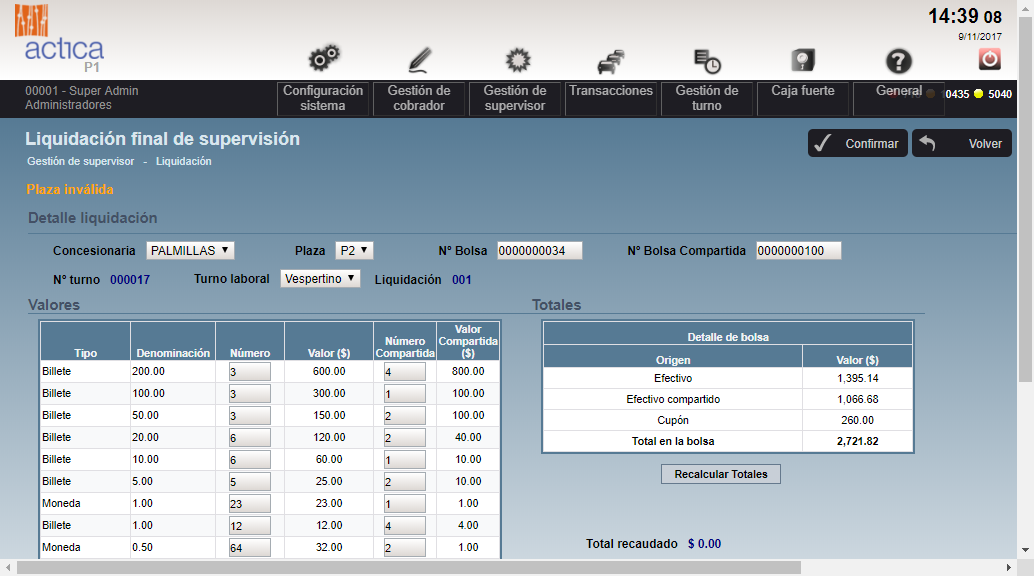 14:39 08
9/11/2017
actica
P1
00001 - Super Admin
Administradores
Configuración sistema
Gestión de cobrador
Gestión de supervisor
Transacciones
Gestión de turno
Caja fuerte
General
0435 5040
Liquidación final de supervisión
Confirmar Volver
Gestión de supervisor - Liquidación
Plaza inválida
Detalle liquidación
Concesionaria PALMILLAS Plaza P2 N° Bolsa 0000000034 N° Bolsa Compartida 0000000100
N° turno 000017 Turno laboral Vespertino Liquidación 001
Valores
Tipo Denominación Número Valor ($) Número Compartida Valor Compartida ($)
Billete 200.00 3 600.00 4 800.00
Billete 100.00 3 300.00 1 100.00
Billete 50.00 3 150.00 2 100.00
Billete 20.00 6 120.00 2 40.00
Billete 10.00 6 60.00 1 10.00
Billete 5.00 5 25.00 2 10.00
Moneda 1.00 23 23.00 1 1.00
Billete 1.00 12 12.00 4 4.00
Moneda 0.50 64 32.00 2 1.00
Totales
Detalle de bolsa
Origen Valor ($)
Efectivo 1,395.14
Efectivo compartido 1,066.68
Cupón 260.00
Total en la bolsa 2,721.82
Recalcular Totales
Total recaudado $ 0.00